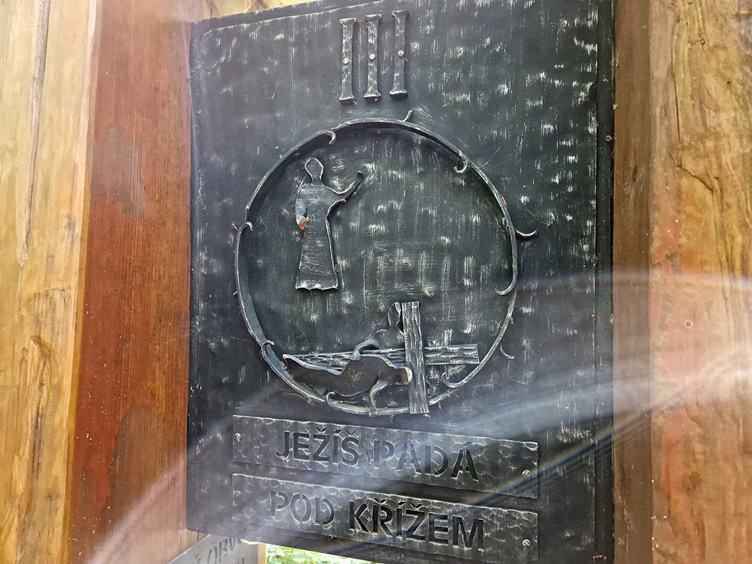 III
JEŽÍŠ PADÁ
POD KŘÍŽEM